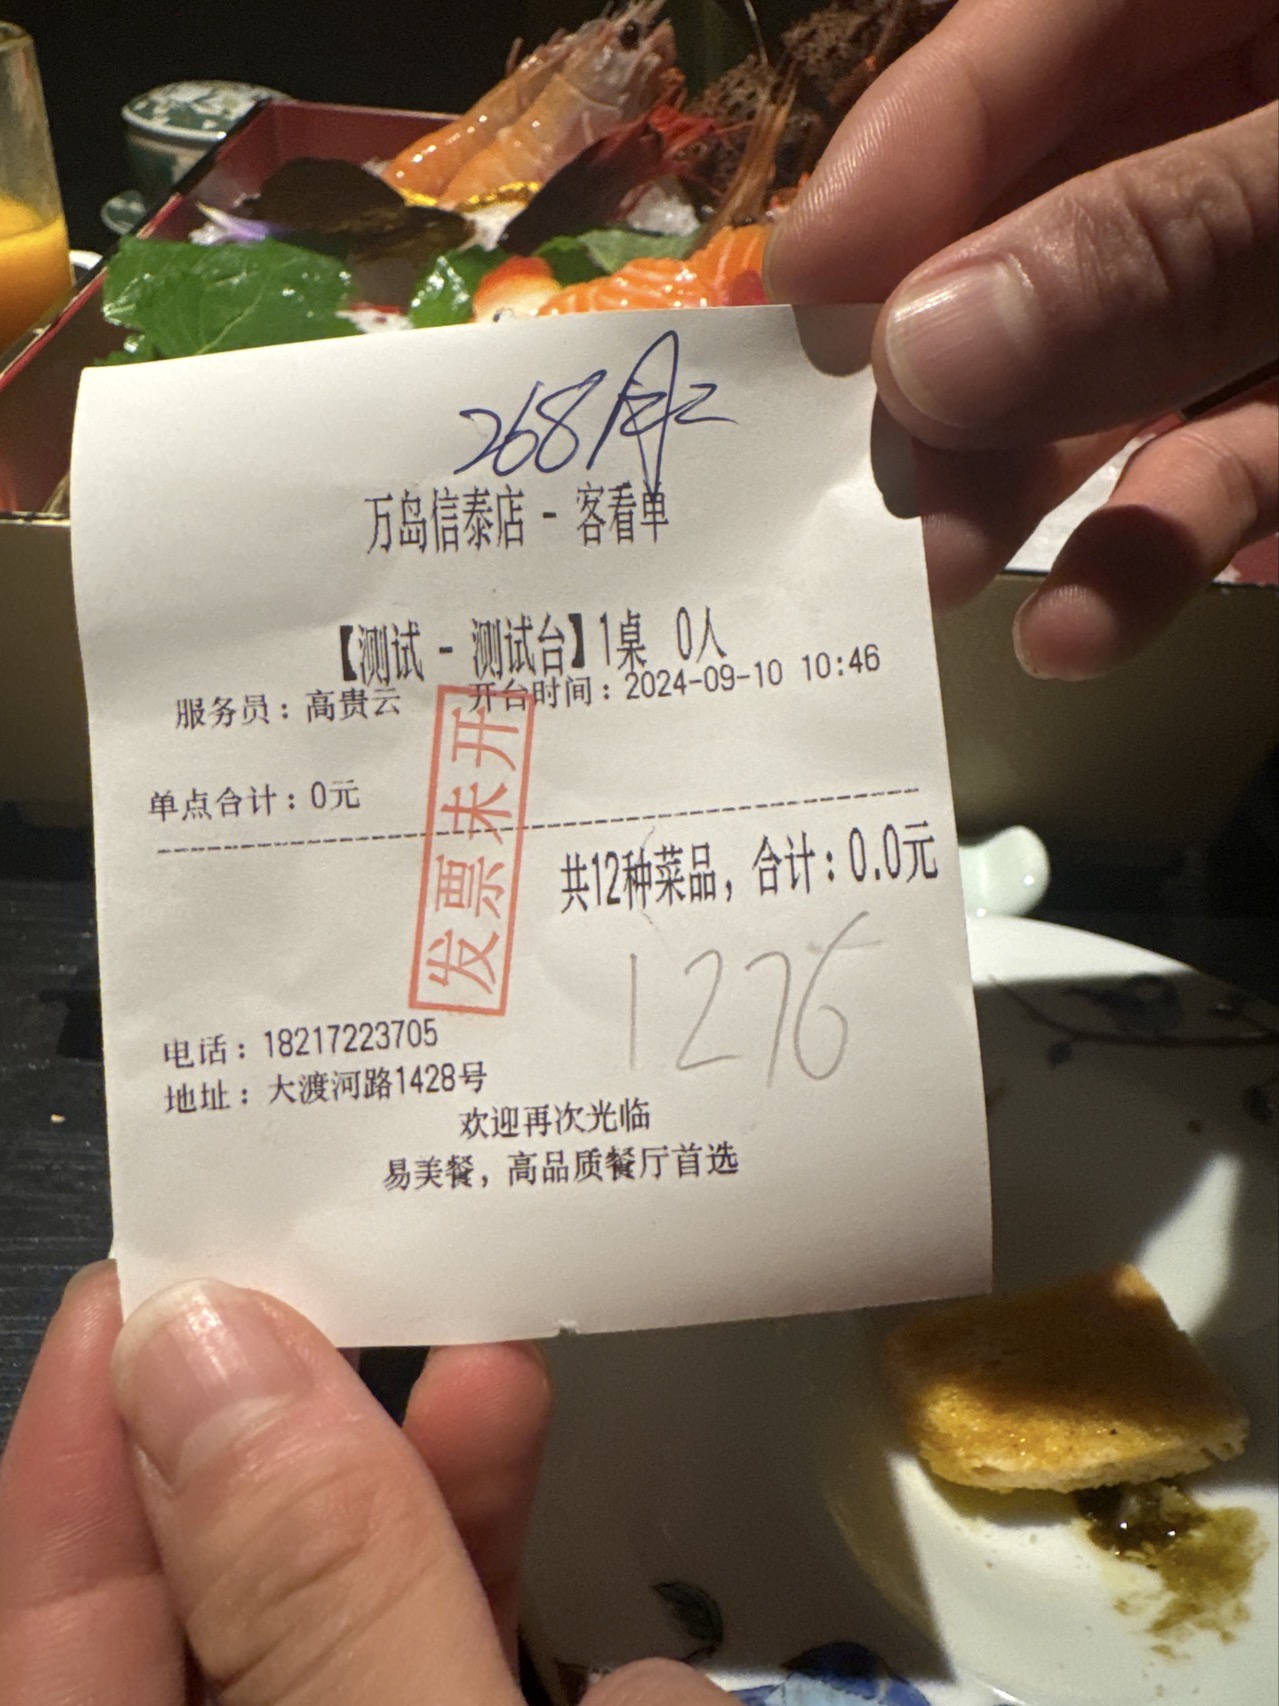 268
万岛信泰店 - 客看单
【测试 - 测试台】1桌 0人
服务员：高贵云 开台时间：2024-09-10 10:46
单点合计：0元
发票未开
共12种菜品，合计：0.0元
1276
电话：18217223705
地址：大渡河路1428号
欢迎再次光临
易美餐，高品质餐厅首选